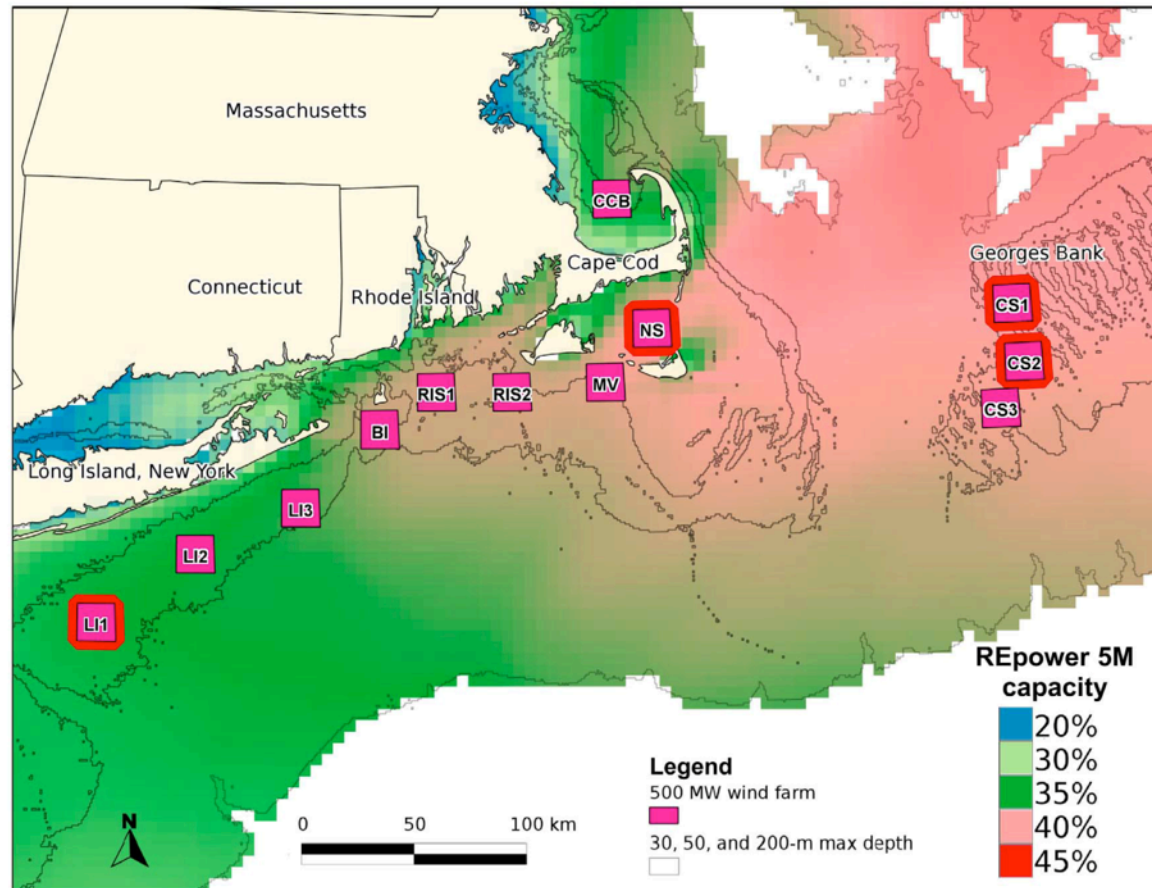 Massachusetts
CCB
Georges Bank
Cape Cod
Connecticut
Rhode Island
CS1
NS
CS2
RIS1
RIS2
MV
CS3
BI
Long Island, New York
LI3
LI2
LI1
REpower 5M
capacity
20%
30%
35%
40%
45%
Legend
500 MW wind farm
30, 50, and 200-m max depth
N
0 50 100 km